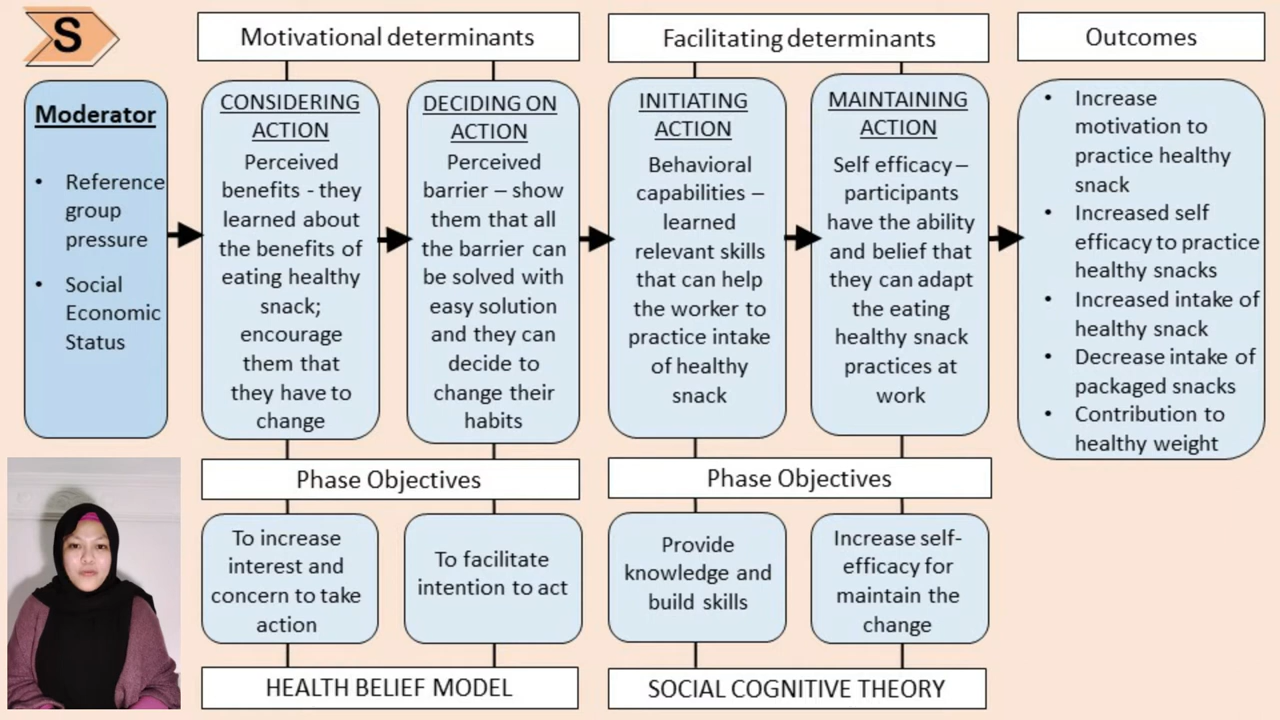 S
Motivational determinants
Facilitating determinants
Outcomes
Moderator
• Reference
group
pressure
• Social
Economic
Status
CONSIDERING
ACTION
Perceived
benefits - they
learned about
the benefits of
eating healthy
snack;
encourage
them that
they have to
change
DECIDING ON
ACTION
Perceived
barrier – show
them that all
the barrier can
be solved with
easy solution
and they can
decide to
change their
habits
INITIATING
ACTION
Behavioral
capabilities –
learned
relevant skills
that can help
the worker to
practice intake
of healthy
snack
MAINTAINING
ACTION
Self efficacy –
participants
have the ability
and belief that
they can adapt
the eating
healthy snack
practices at
work
• Increase
motivation to
practice healthy
snack
• Increased self
efficacy to practice
healthy snacks
• Increased intake of
healthy snack
• Decrease intake of
packaged snacks
• Contribution to
healthy weight
Phase Objectives
Phase Objectives
To increase
interest and
concern to take
action
To facilitate
intention to act
Provide
knowledge and
build skills
Increase self-
efficacy for
maintain the
change
HEALTH BELIEF MODEL
SOCIAL COGNITIVE THEORY